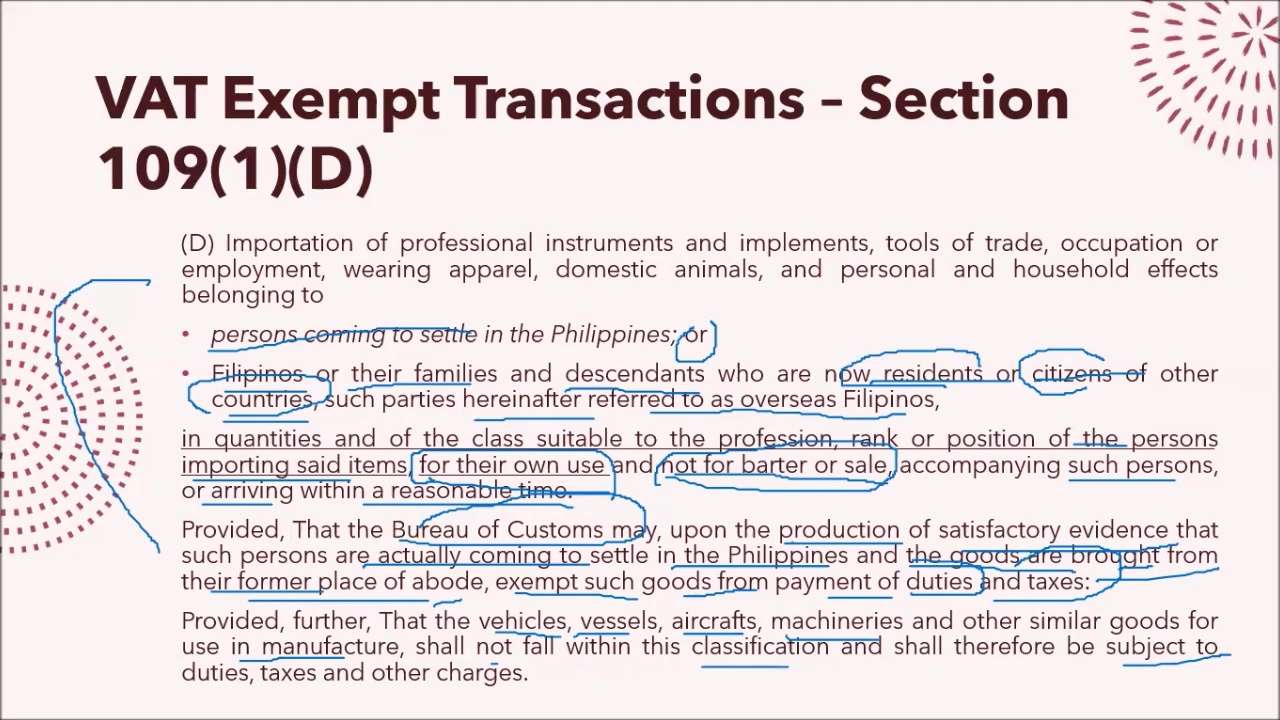 VAT Exempt Transactions – Section
109(1)(D)
(D) Importation of professional instruments and implements, tools of trade, occupation or
employment, wearing apparel, domestic animals, and personal and household effects
belonging to
• persons coming to settle in the Philippines; or
• Filipinos or their families and descendants who are now residents or citizens of other
countries, such parties hereinafter referred to as overseas Filipinos,
in quantities and of the class suitable to the profession, rank or position of the persons
importing said items, for their own use and not for barter or sale, accompanying such persons,
or arriving within a reasonable time.
Provided, That the Bureau of Customs may, upon the production of satisfactory evidence that
such persons are actually coming to settle in the Philippines and the goods are brought from
their former place of abode, exempt such goods from payment of duties and taxes:
Provided, further, That the vehicles, vessels, aircrafts, machineries and other similar goods for
use in manufacture, shall not fall within this classification and shall therefore be subject to
duties, taxes and other charges.